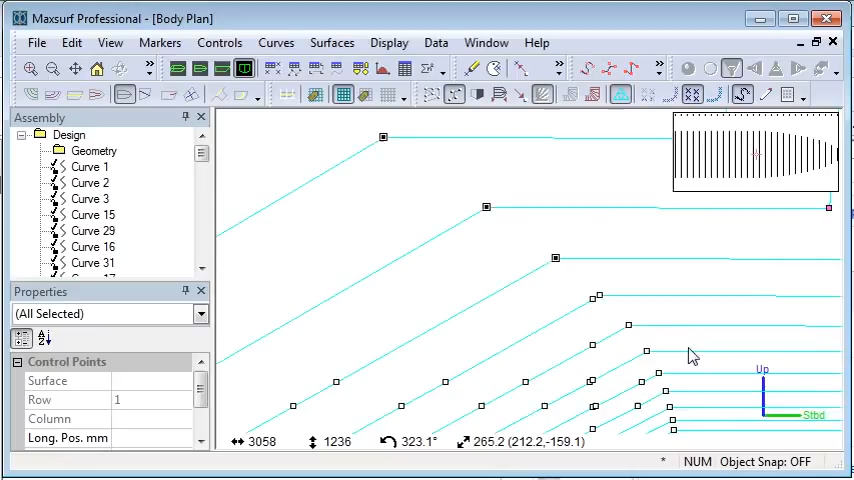 Maxsurf Professional - [Body Plan]
File Edit View Markers Controls Curves Surfaces Display Data Window Help
Assembly
Design
Geometry
Curve 1
Curve 2
Curve 3
Curve 15
Curve 29
Curve 16
Curve 31
Properties
(All Selected)
Control Points
Surface
Row 1
Column
Long. Pos. mm
Up
Stbd
3058 1236 323.1° 265.2 (212.2,-159.1)
* NUM Object Snap: OFF